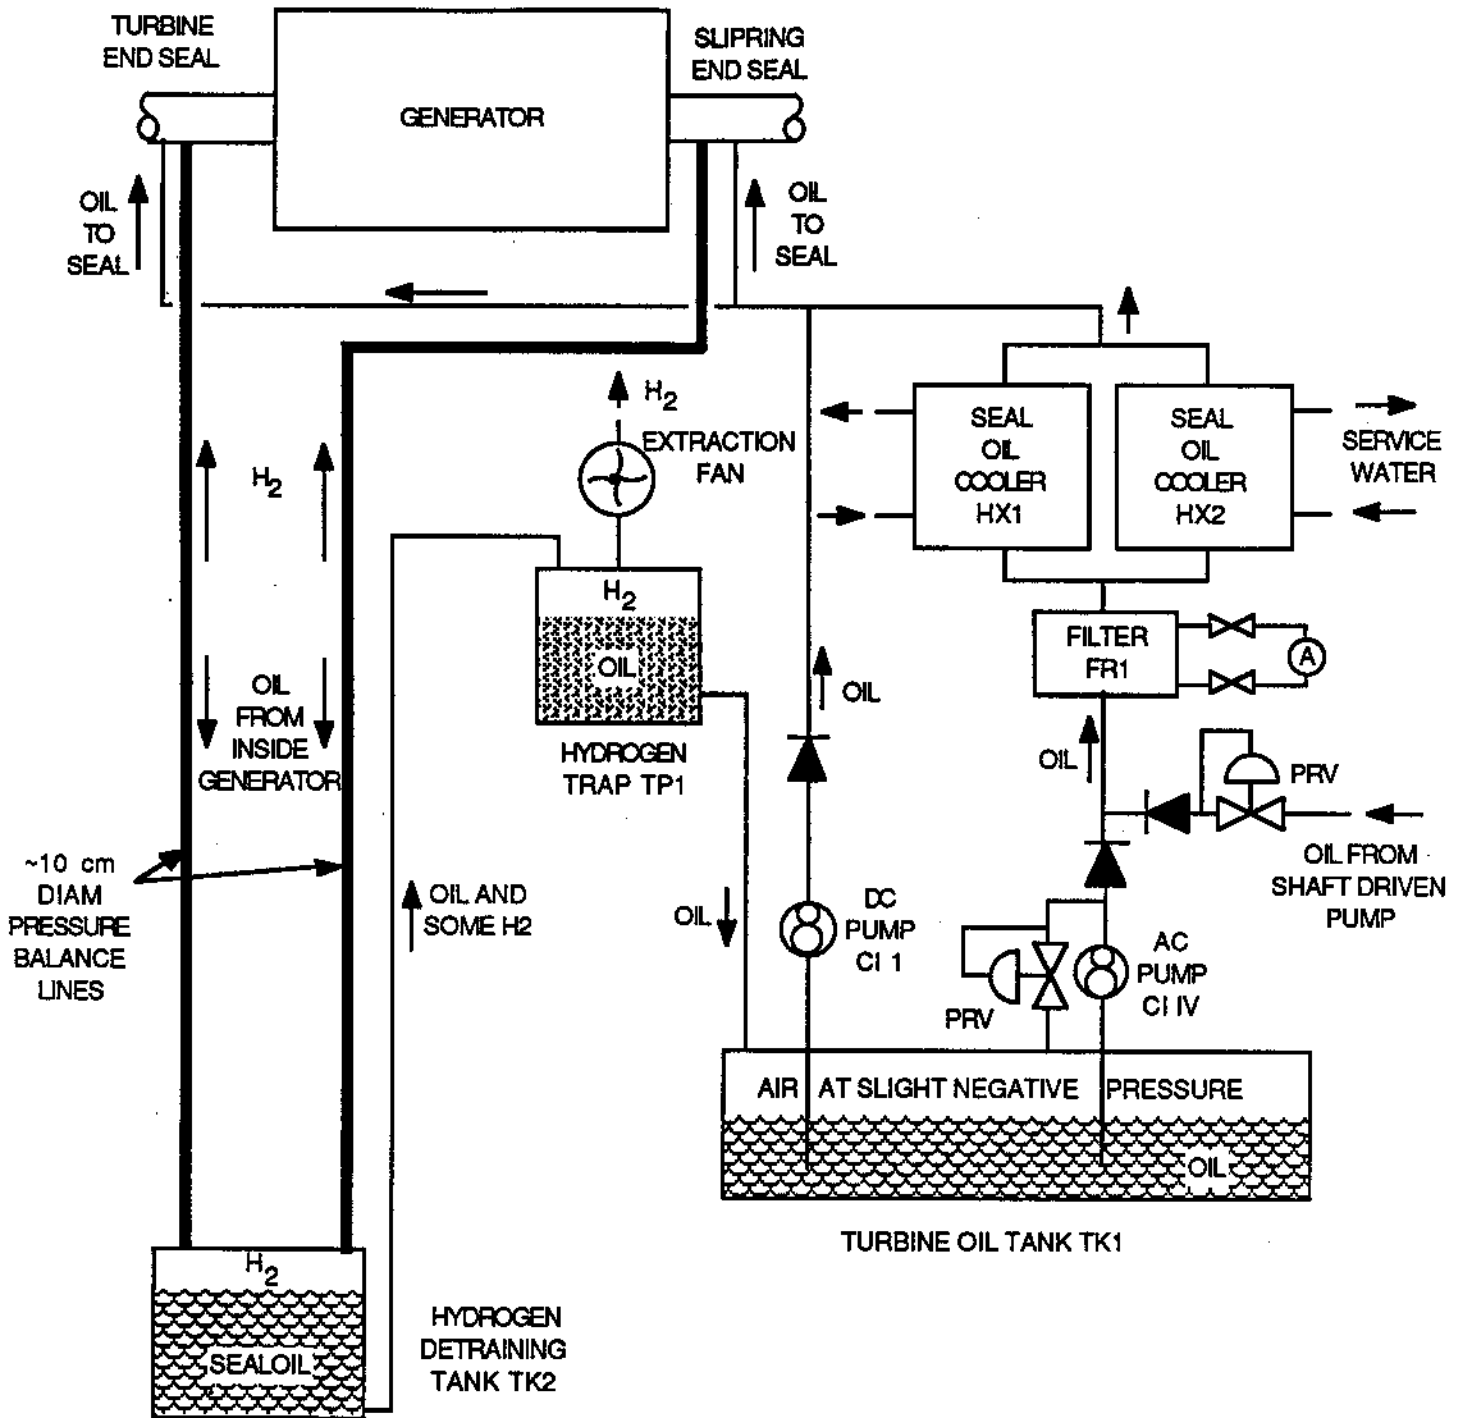 TURBINE
END SEAL
SLIPRING
END SEAL
GENERATOR
OIL
TO
SEAL
OIL
TO
SEAL
H2
EXTRACTION
FAN
SEAL
OIL
COOLER
HX1
SEAL
OIL
COOLER
HX2
SERVICE
WATER
H2
H2
OIL
HYDROGEN
TRAP TP1
OIL
FROM
INSIDE
GENERATOR
FILTER
FR1
A
OIL
OIL
PRV
OIL FROM
SHAFT DRIVEN
PUMP
~10 cm
DIAM
PRESSURE
BALANCE
LINES
OIL AND
SOME H2
OIL
DC
PUMP
CI 1
AC
PUMP
CI IV
PRV
AIR AT SLIGHT NEGATIVE PRESSURE
OIL
TURBINE OIL TANK TK1
H2
SEALOIL
HYDROGEN
DETRAINING
TANK TK2